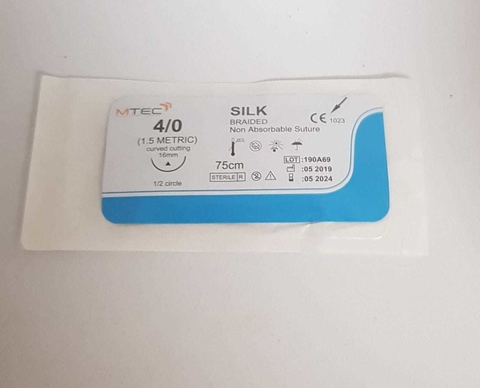 MTEC
4/0
(1.5 METRIC)
curved cutting
16mm
1/2 circle
SILK
BRAIDED
Non Absorbable Suture
75cm
STERILE R
CE 1023
LOT :190A69
:05 2019
:05 2024